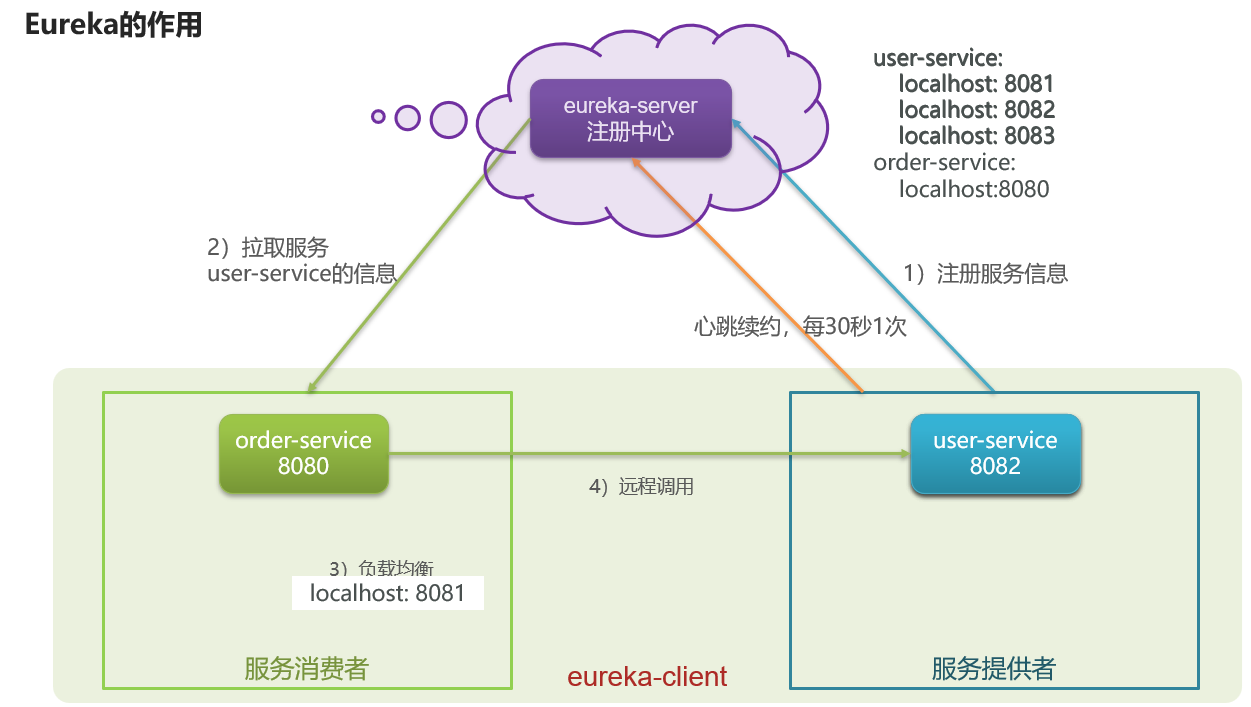 Eureka的作用
eureka-server
注册中心
user-service:
localhost: 8081
localhost: 8082
localhost: 8083
order-service:
localhost:8080
2）拉取服务
user-service的信息
1）注册服务信息
心跳续约，每30秒1次
order-service
8080
user-service
8082
4）远程调用
3）负载均衡
localhost: 8081
服务消费者
eureka-client
服务提供者